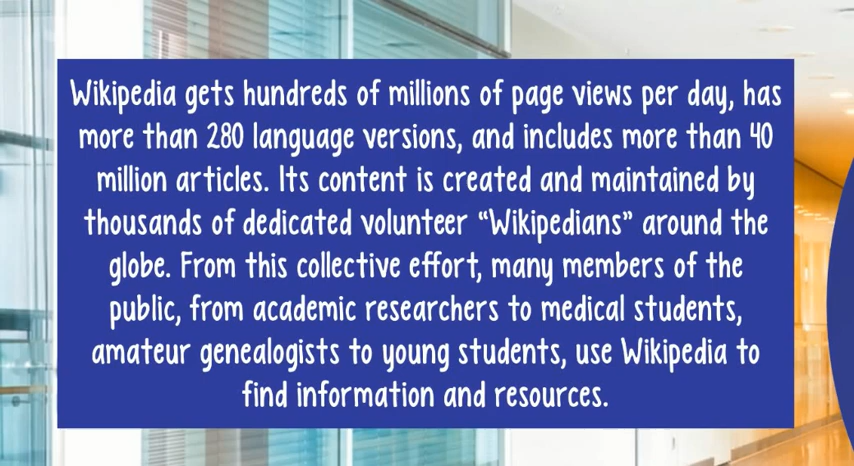 Wikipedia gets hundreds of millions of page views per day, has
more than 280 language versions, and includes more than 40
million articles. Its content is created and maintained by
thousands of dedicated volunteer “Wikipedians” around the
globe. From this collective effort, many members of the
public, from academic researchers to medical students,
amateur genealogists to young students, use Wikipedia to
find information and resources.